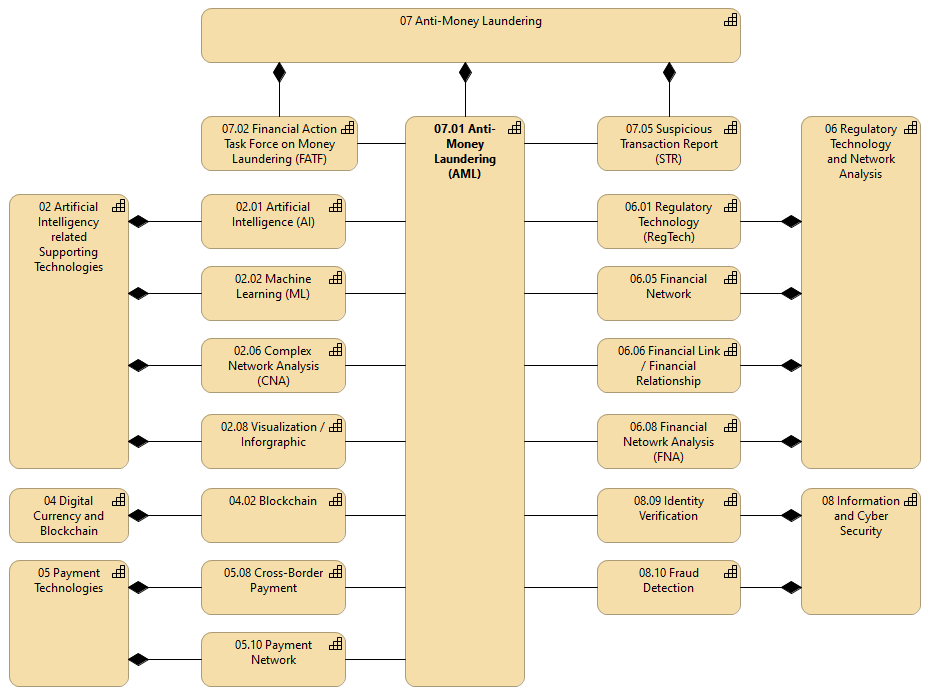 07 Anti-Money Laundering
07.02 Financial Action
Task Force on Money
Laundering (FATF)
07.01 Anti-
Money
Laundering
(AML)
07.05 Suspicious
Transaction Report
(STR)
06 Regulatory
Technology
and Network
Analysis
02 Artificial
Intelligency
related
Supporting
Technologies
02.01 Artificial
Intelligence (AI)
06.01 Regulatory
Technology
(RegTech)
02.02 Machine
Learning (ML)
06.05 Financial
Network
02.06 Complex
Network Analysis
(CNA)
06.06 Financial Link
/ Financial
Relationship
02.08 Visualization /
Inforgraphic
06.08 Financial
Netowrk Analysis
(FNA)
04 Digital
Currency and
Blockchain
04.02 Blockchain
08.09 Identity
Verification
08 Information
and Cyber
Security
05 Payment
Technologies
05.08 Cross-Border
Payment
08.10 Fraud
Detection
05.10 Payment
Network